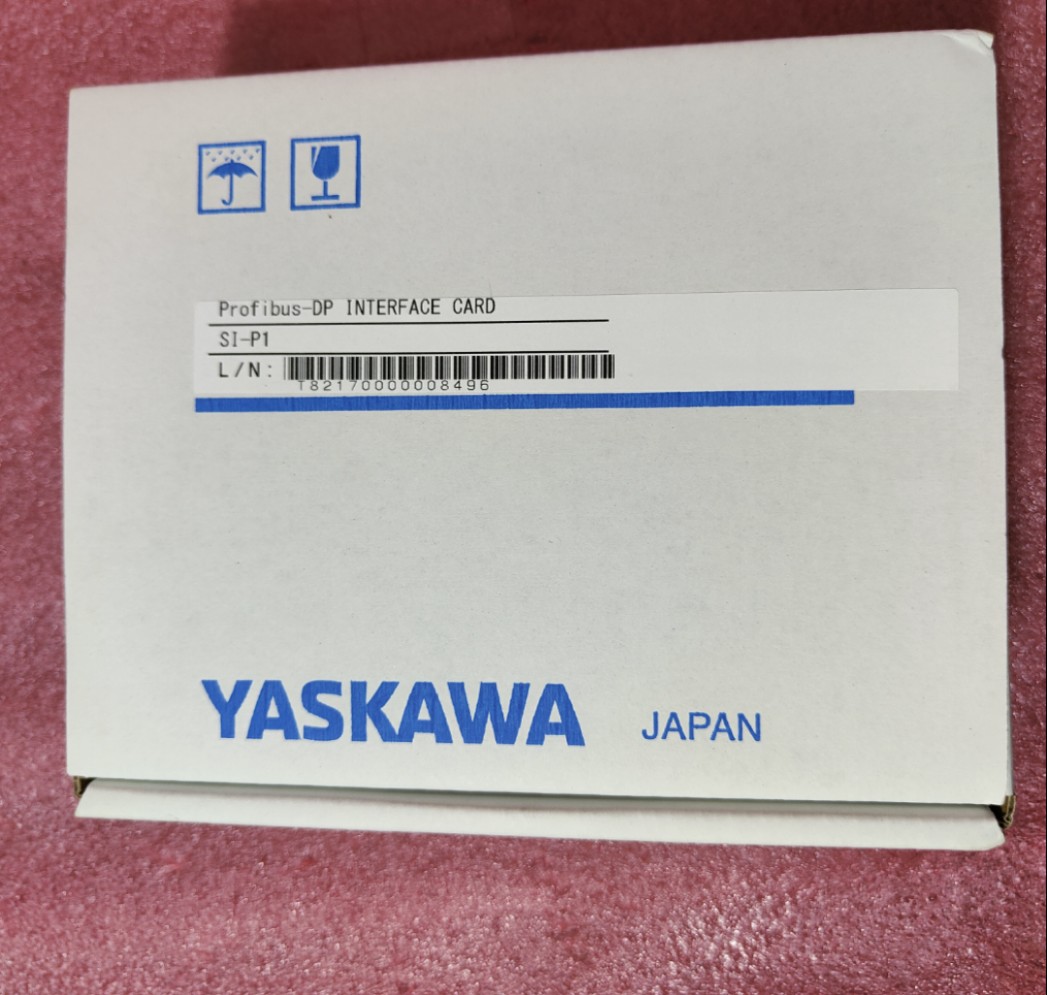 Profibus-DP INTERFACE CARD
SI-P1
L/N:
T82170000008496
YASKAWA JAPAN